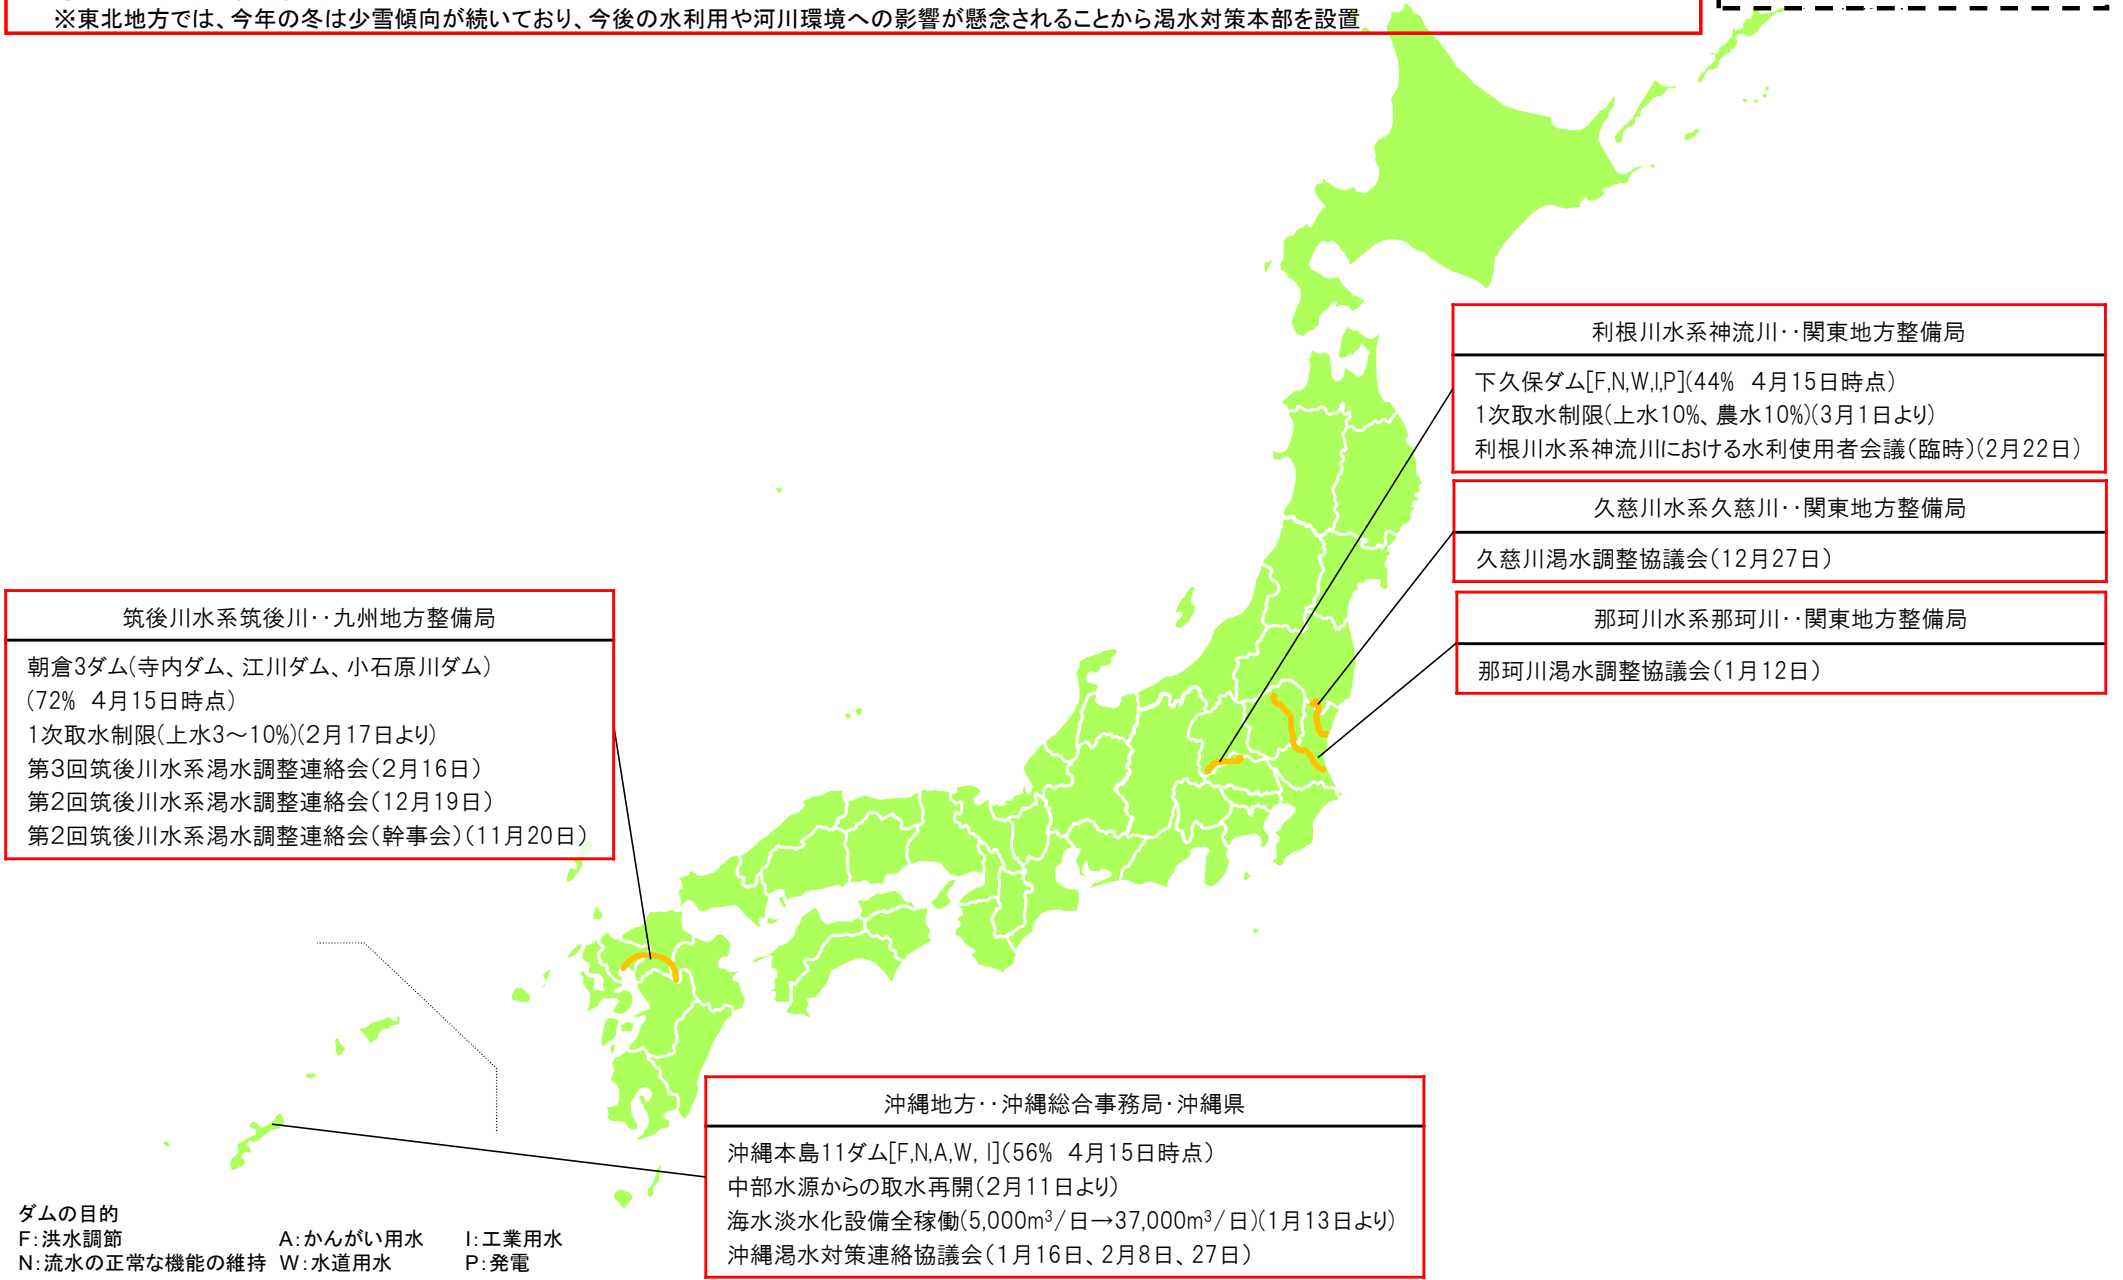 ※東北地方では、今年の冬は少雪傾向が続いており、今後の水利用や河川環境への影響が懸念されることから渇水対策本部を設置
利根川水系神流川‥関東地方整備局
下久保ダム[F,N,W,I,P](44% 4月15日時点)
1次取水制限(上水10%、農水10%)(3月1日より)
利根川水系神流川における水利使用者会議(臨時)(2月22日)
久慈川水系久慈川‥関東地方整備局
久慈川渇水調整協議会(12月27日)
那珂川水系那珂川‥関東地方整備局
那珂川渇水調整協議会(1月12日)
筑後川水系筑後川‥九州地方整備局
朝倉3ダム(寺内ダム、江川ダム、小石原川ダム)
(72% 4月15日時点)
1次取水制限(上水3～10%)(2月17日より)
第3回筑後川水系渇水調整連絡会(2月16日)
第2回筑後川水系渇水調整連絡会(12月19日)
第2回筑後川水系渇水調整連絡会(幹事会)(11月20日)
沖縄地方‥沖縄総合事務局・沖縄県
沖縄本島11ダム[F,N,A,W, I](56% 4月15日時点)
中部水源からの取水再開(2月11日より)
海水淡水化設備全稼働(5,000m³/日→37,000m³/日)(1月13日より)
沖縄渇水対策連絡協議会(1月16日、2月8日、27日)
ダムの目的
F:洪水調節 A:かんがい用水 I:工業用水
N:流水の正常な機能の維持 W:水道用水 P:発電